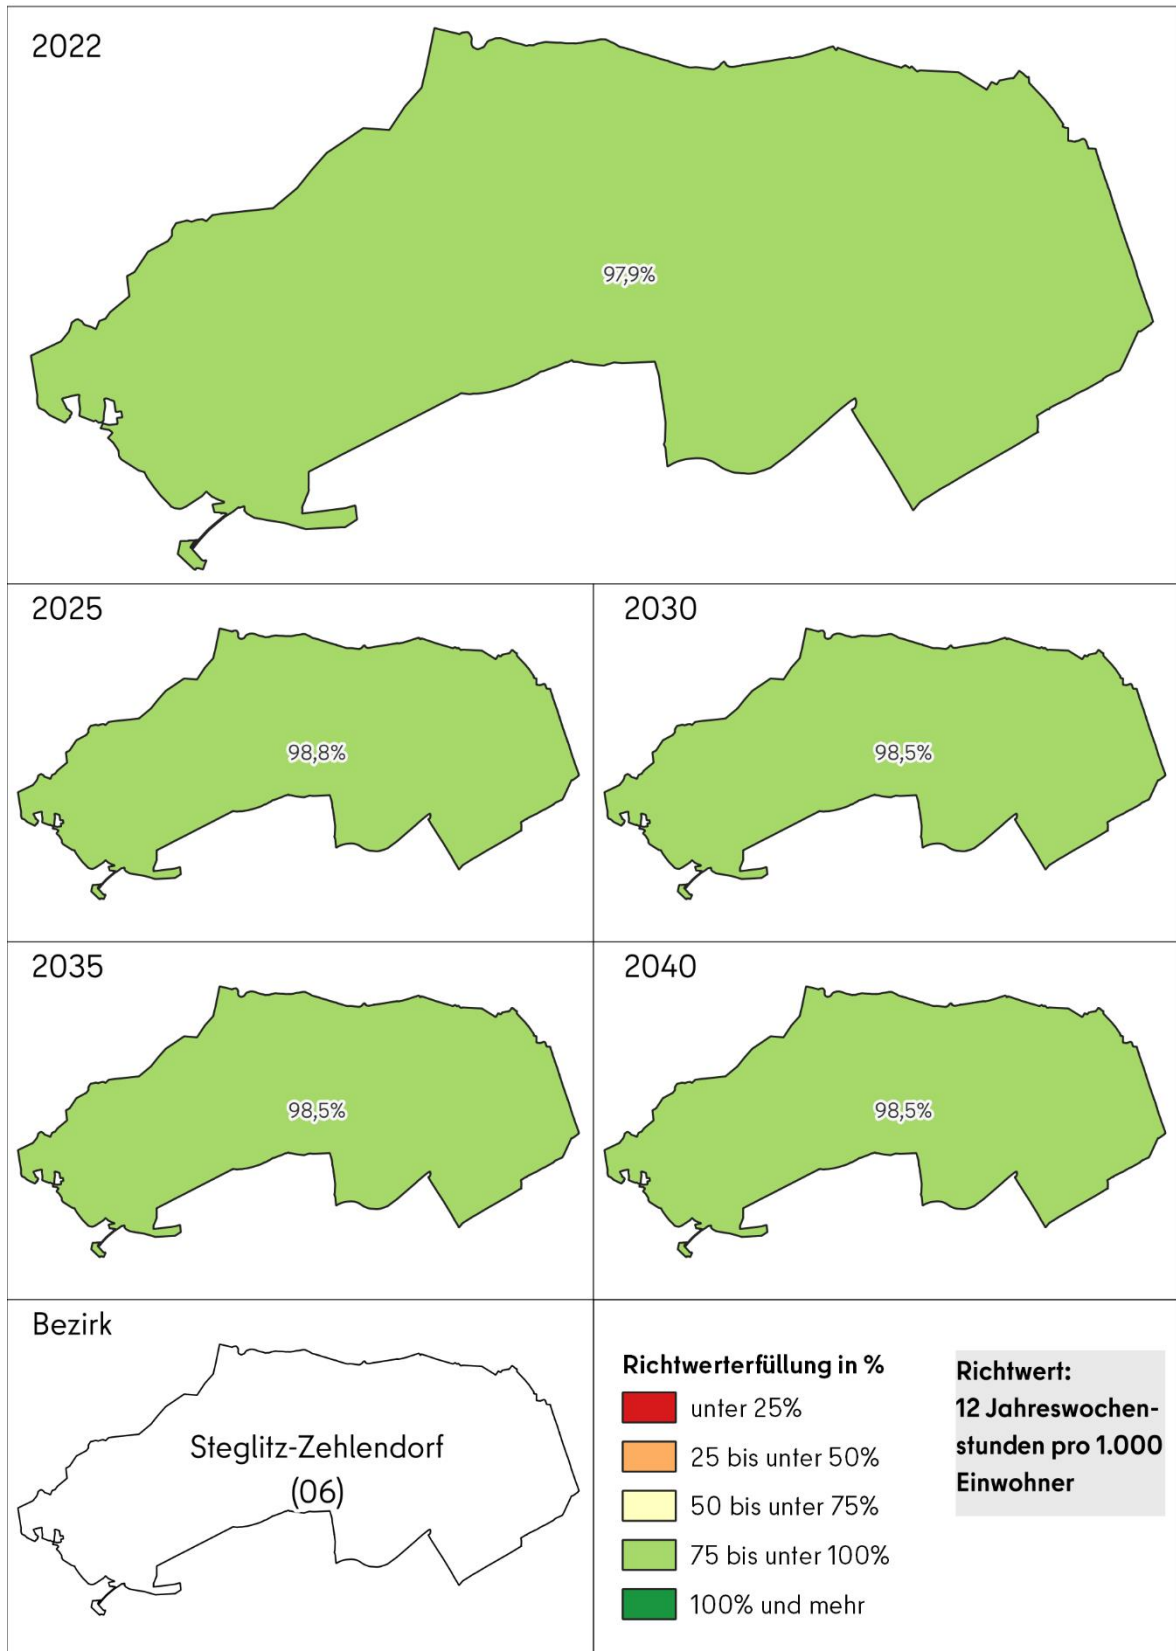 2022
97,9%
2025
98,8%
2030
98,5%
2035
98,5%
2040
98,5%
Bezirk
Steglitz-Zehlendorf
(06)
Richtwerterfüllung in %
unter 25%
25 bis unter 50%
50 bis unter 75%
75 bis unter 100%
100% und mehr
Richtwert:
12 Jahreswochen-
stunden pro 1.000
Einwohner